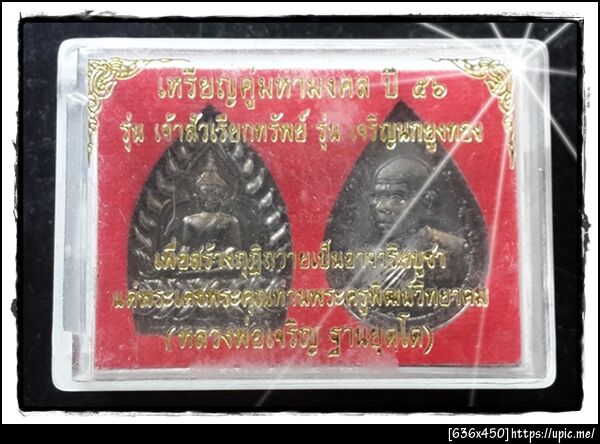 เหรียญคู่มหามงคล ปี ๕๖
รุ่น เจ้าสัวเรียกทรัพย์ รุ่น เจริญนกยูงทอง
เพื่อสร้างกุฏิถวายเป็นอาจาริยบูชา
แด่พระเดชพระคุณท่านพระครูพิฒน์วิทยาคม
(หลวงพ่อเจริญ ฐานยุตฺโต)
[636x450]https://upic.me/